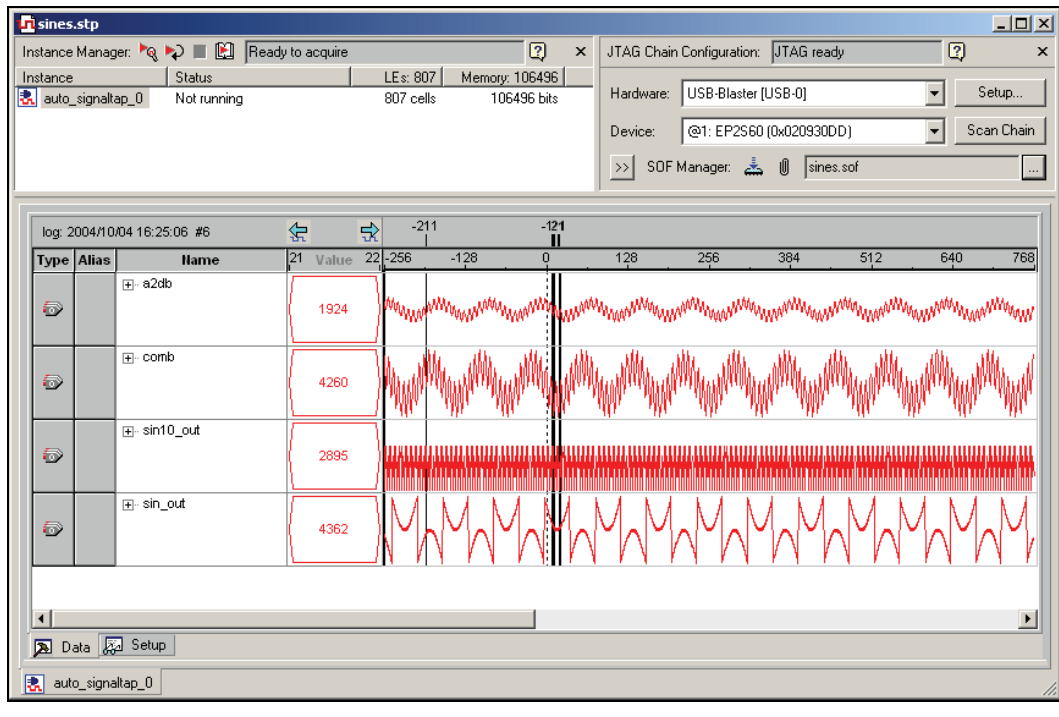 sines.stp
Instance Manager: Ready to acquire
JTAG Chain Configuration: JTAG ready
Instance Status LEs: 807 Memory: 106496
auto_signaltap_0 Not running 807 cells 106496 bits
Hardware: USB-Blaster [USB-0] Setup...
Device: @1: EP2S60 (0x020930DD) Scan Chain
>> SOF Manager: sines.sof ...
log: 2004/10/04 16:25:06 #6 -211
Type Alias Name 21 Value 22 -256 -128 0 128 256 384 512 640 768
a2db 1924
comb 4260
sin10_out 2895
sin_out 4362
Data Setup
auto_signaltap_0